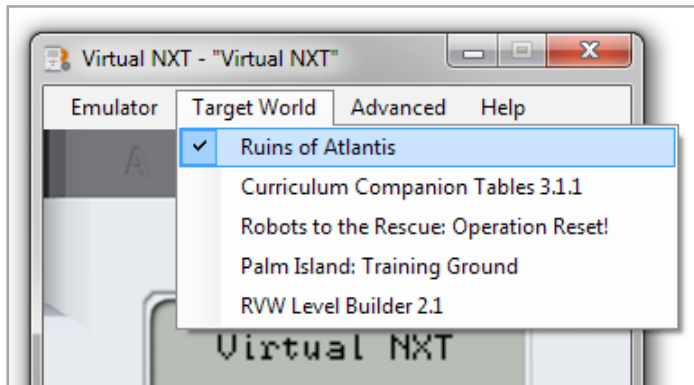 Virtual NXT - "Virtual NXT"
Emulator Target World Advanced Help
A
Ruins of Atlantis
Curriculum Companion Tables 3.1.1
Robots to the Rescue: Operation Reset!
Palm Island: Training Ground
RVW Level Builder 2.1
Virtual NXT